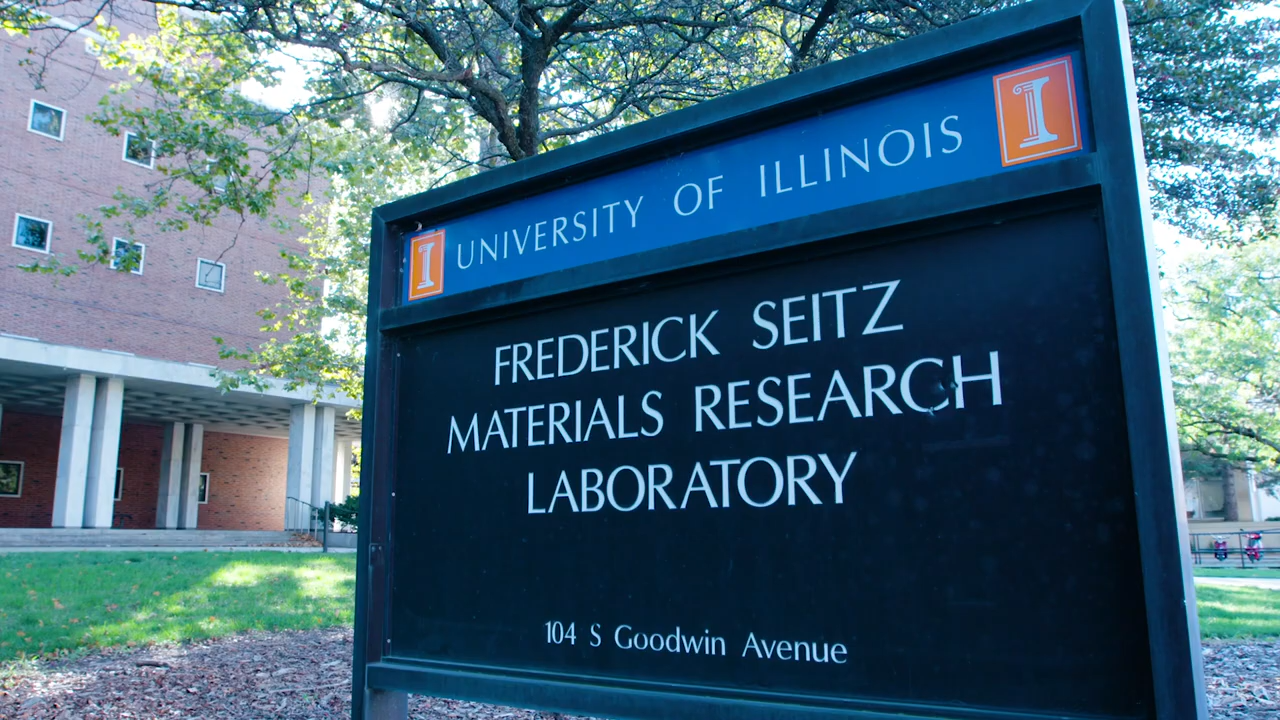 UNIVERSITY OF ILLINOIS
FREDERICK SEITZ
MATERIALS RESEARCH
LABORATORY
104 S Goodwin Avenue